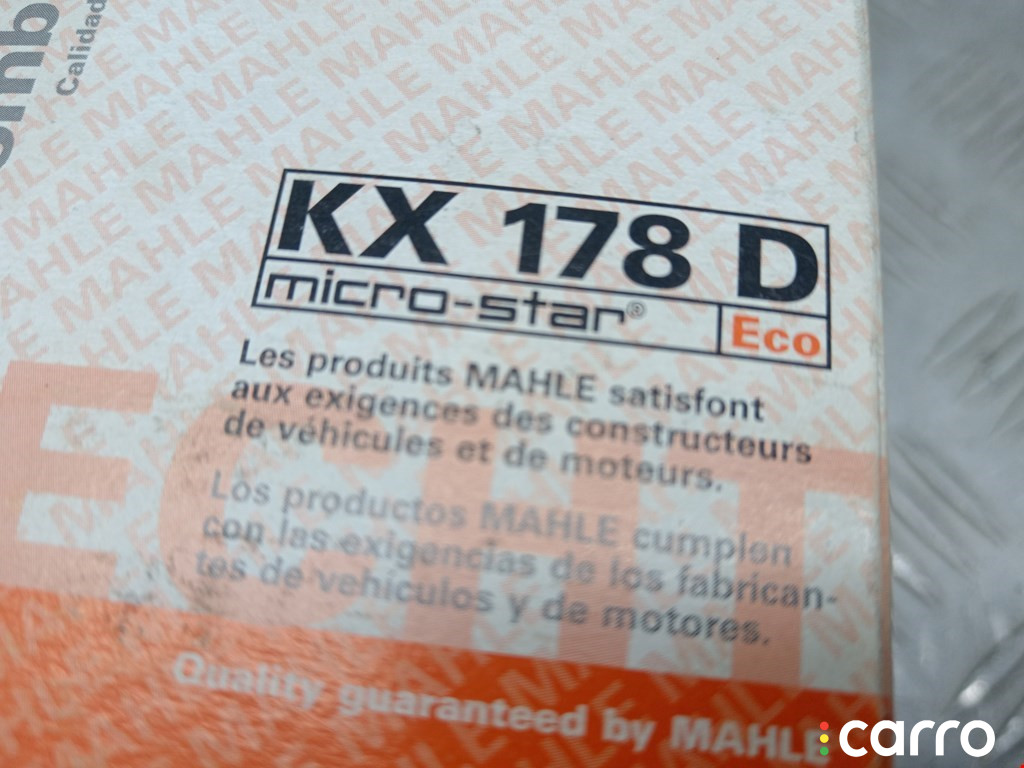 Calidad
KX 178 D
micro-star®
Eco
Les produits MAHLE satisfont
aux exigences des constructeurs
de véhicules et de moteurs.
Los productos MAHLE cumplen
con las exigencias de los fabrican-
tes de vehículos y de motores.
ECHT
Quality guaranteed by MAHLE
carro